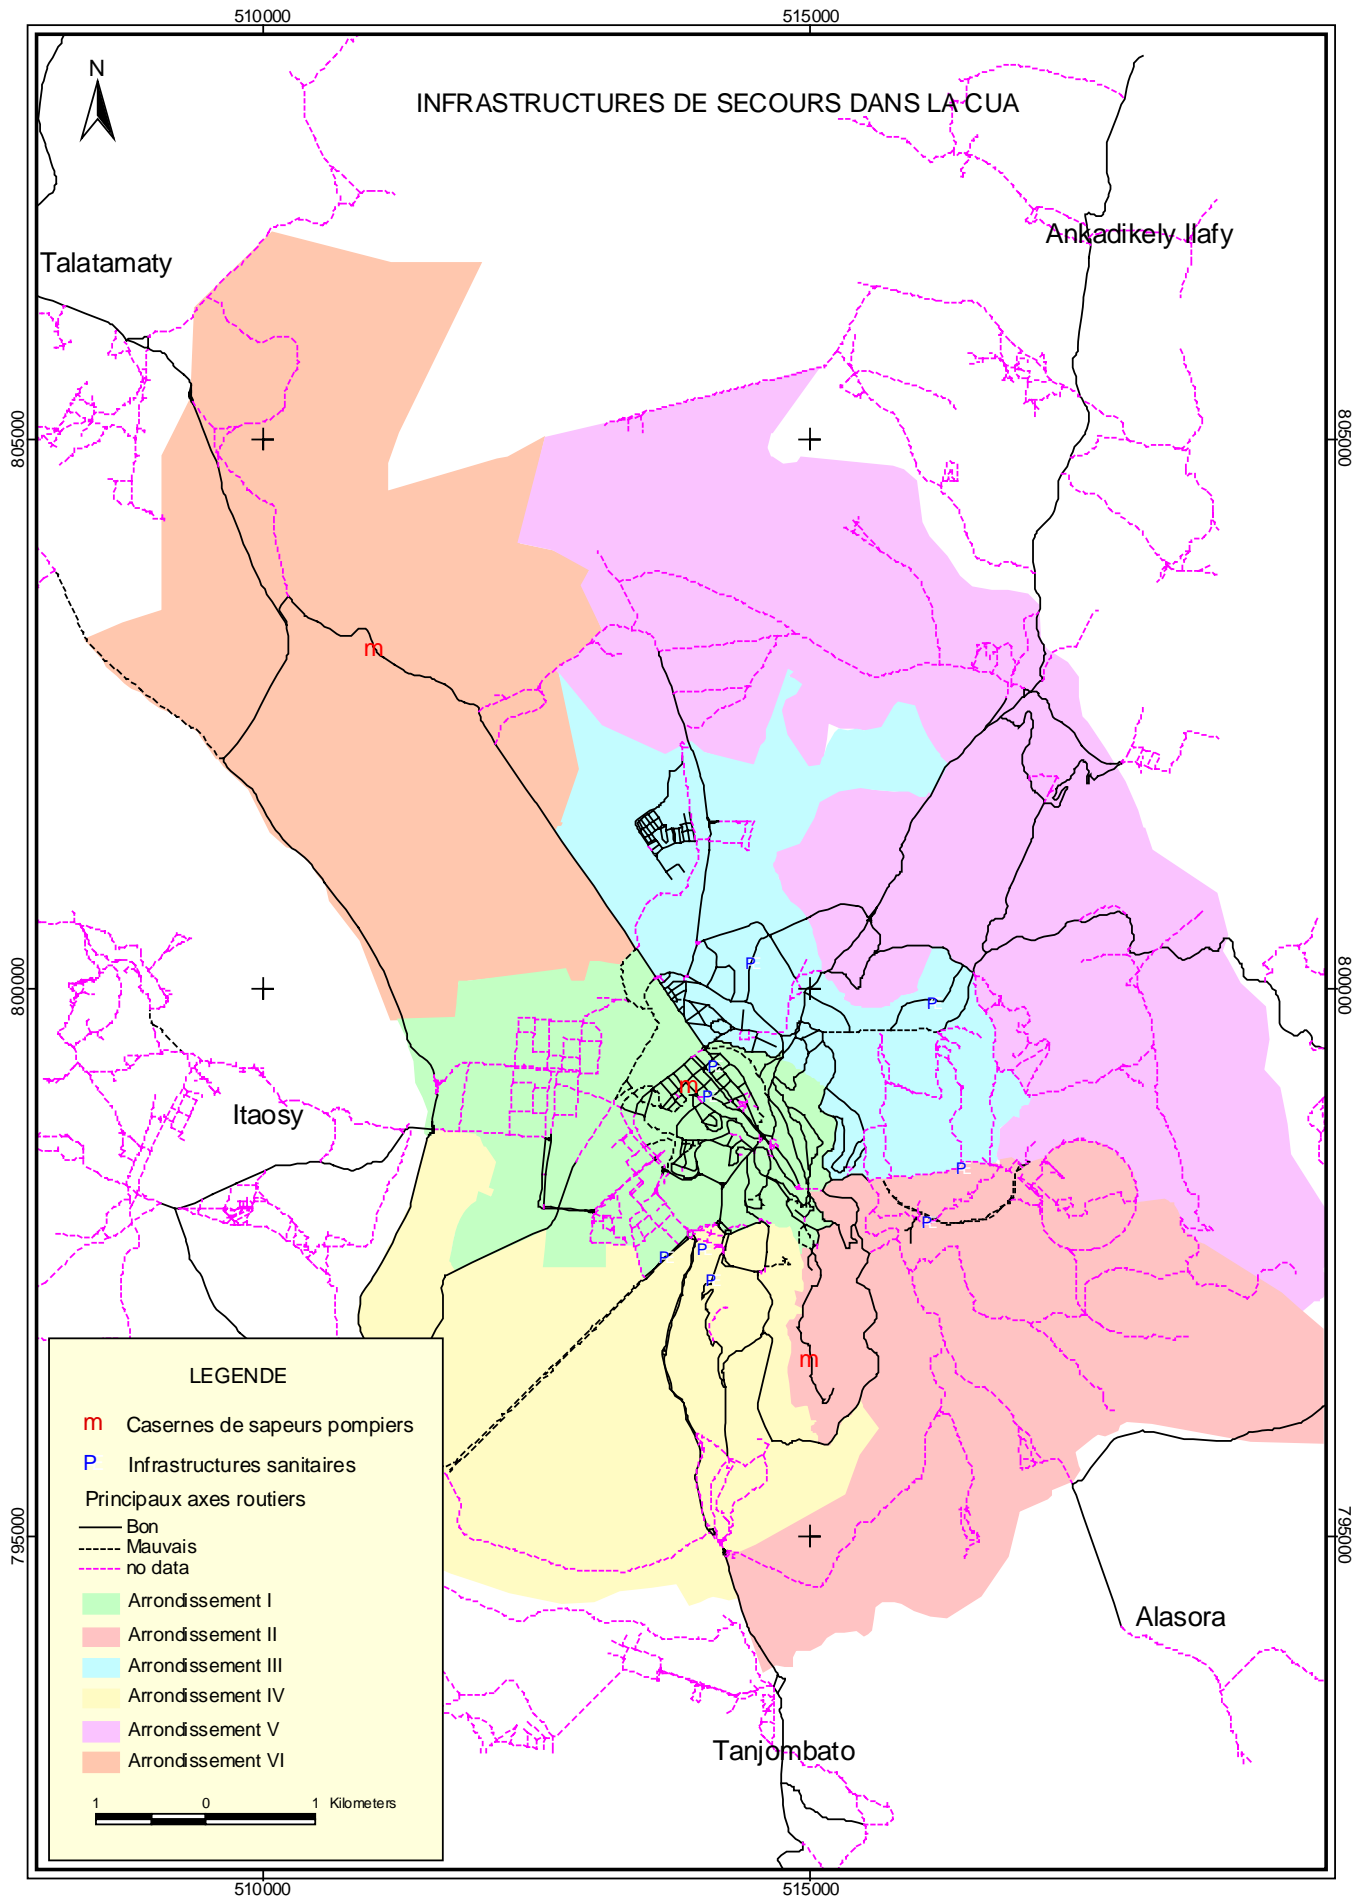 510000
515000
N
INFRASTRUCTURES DE SECOURS DANS LA CUA
Ankadikely Ilafy
Talatamaty
805000
805000
m
P
800000
800000
P
P
m
P
Itaosy
P
P
P
P
P
m
LEGENDE
m Casernes de sapeurs pompiers
P Infrastructures sanitaires
Principaux axes routiers
Bon
Mauvais
no data
795000
795000
Arrondissement I
Arrondissement II
Arrondissement III
Arrondissement IV
Arrondissement V
Arrondissement VI
1 0 1 Kilometers
Alasora
Tanjombato
510000
515000